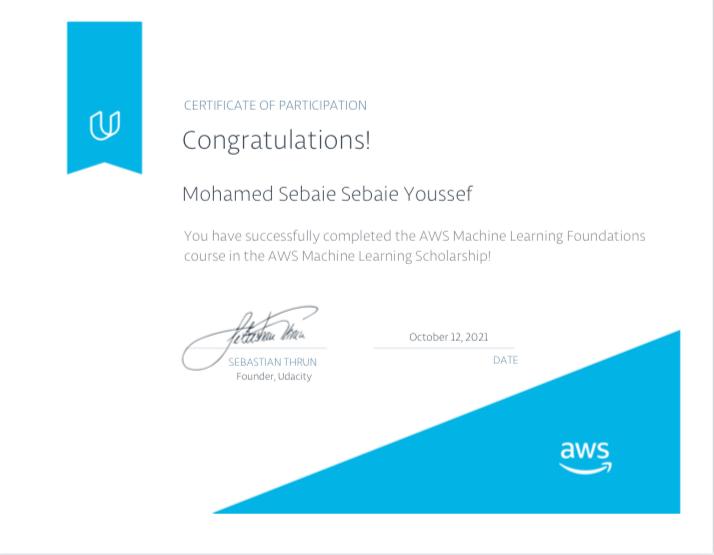 CERTIFICATE OF PARTICIPATION
Congratulations!
Mohamed Sebaie Sebaie Youssef
You have successfully completed the AWS Machine Learning Foundations
course in the AWS Machine Learning Scholarship!
Sebastian Thrun
October 12, 2021
SEBASTIAN THRUN
DATE
Founder, Udacity
aws